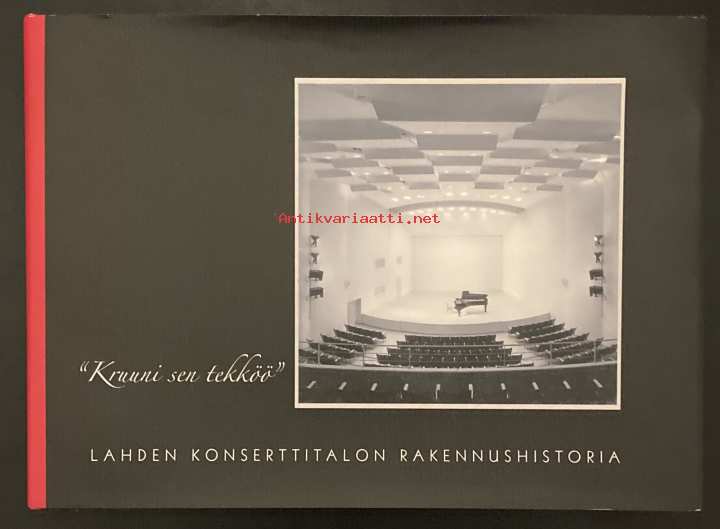 Antikvariaatti.net
“Kruuni sen tekköö”
LAHDEN KONSERTTITALON RAKENNUSHISTORIA